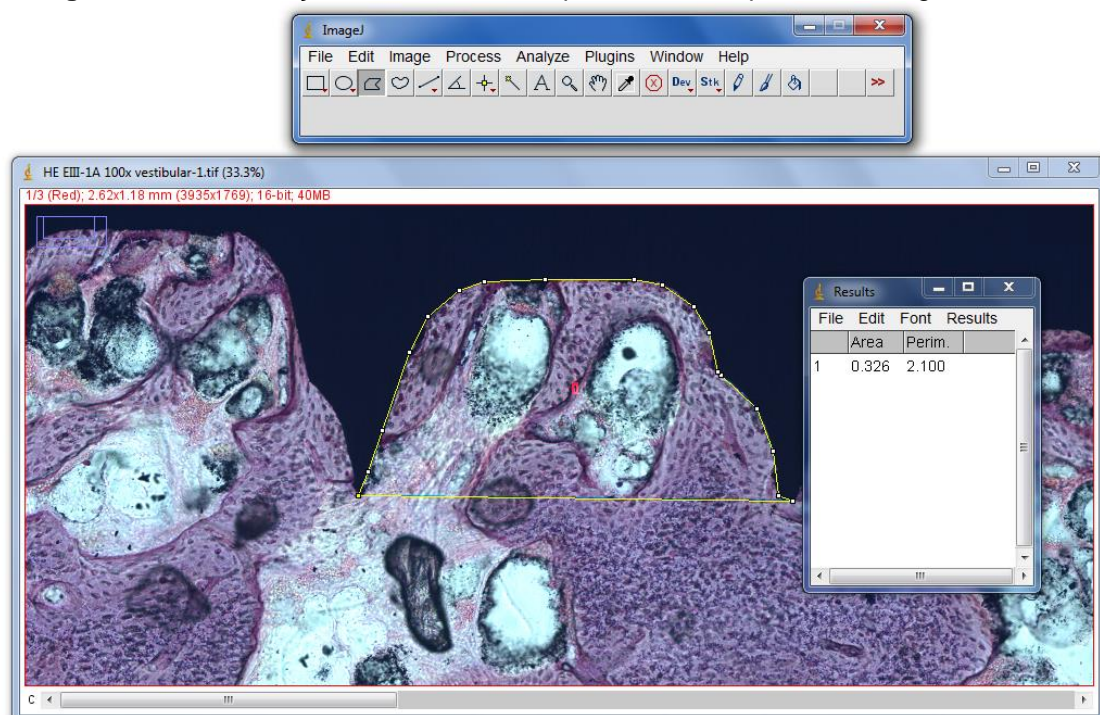 ImageJ
File Edit Image Process Analyze Plugins Window Help
A Dev Stk >>
HE EIII-1A 100x vestibular-1.tif (33.3%)
1/3 (Red); 2.62x1.18 mm (3935x1769); 16-bit; 40MB
Results
File Edit Font Results
Area Perim.
1 0.326 2.100
C